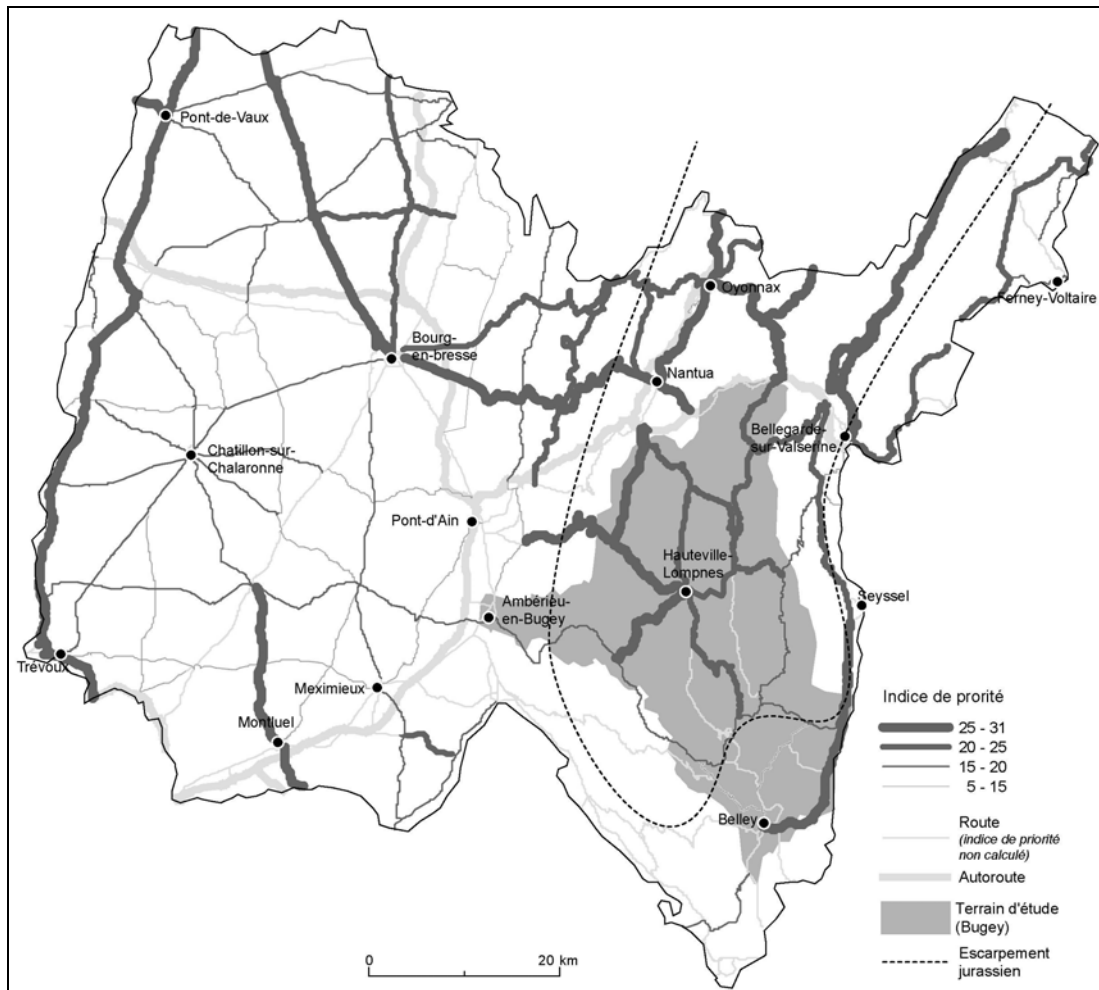 Pont-de-Vaux
Oyonnax
Ferney-Voltaire
Bourg-
en-bresse
Nantua
Bellegarde-
sur-Valserine
Chatillon-sur-
Chalaronne
Pont-d'Ain
Hauteville-
Lompnes
Ambérieu-
en-Bugey
Seyssel
Trévoux
Meximieux
Montluel
Belley
Indice de prorité
25 - 31
20 - 25
15 - 20
5 - 15
Route
(indice de priorité
non calculé)
Autoroute
Terrain d'étude
(Bugey)
Escarpement
jurassien
0 20 km